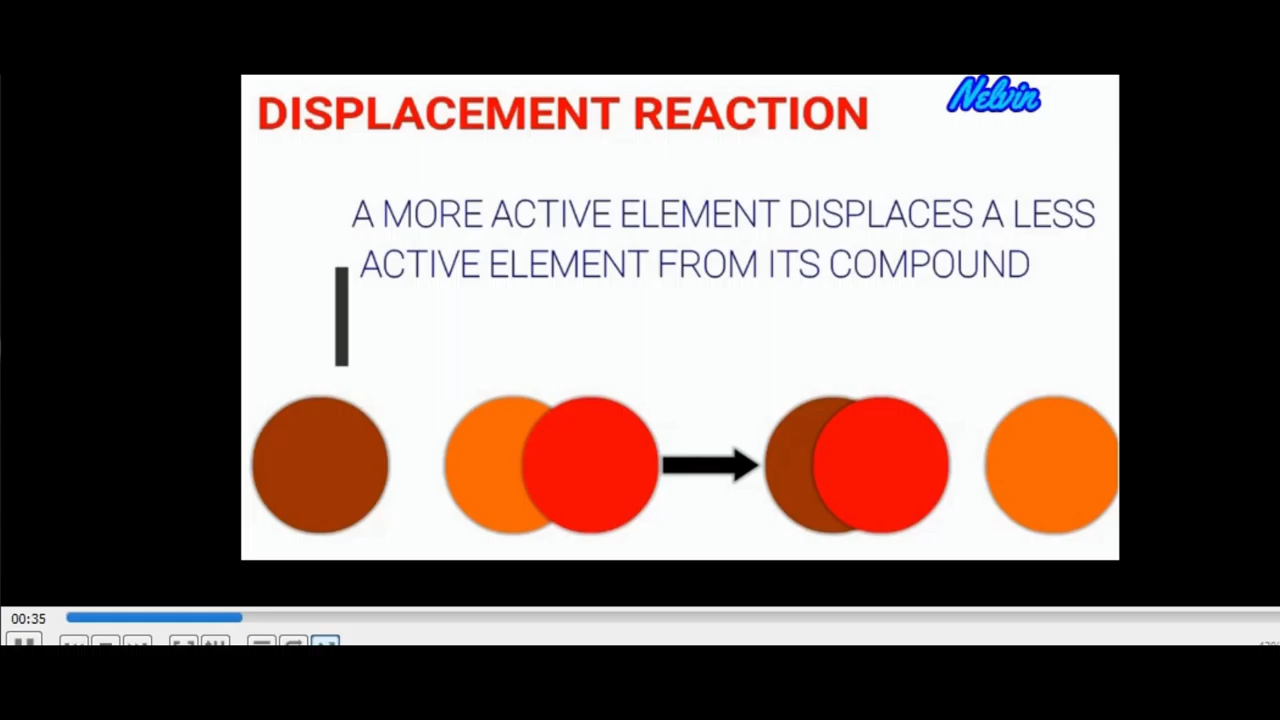 DISPLACEMENT REACTION
Nelvin
A MORE ACTIVE ELEMENT DISPLACES A LESS
ACTIVE ELEMENT FROM ITS COMPOUND
00:35